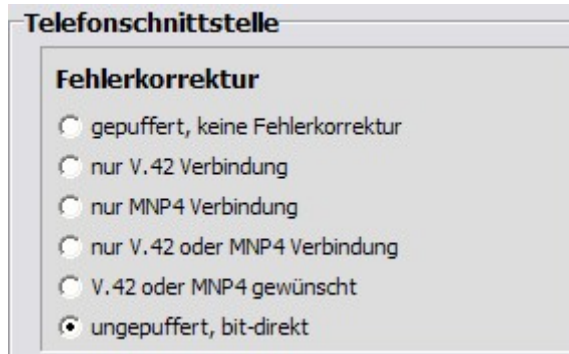 Telefonschnittstelle
Fehlerkorrektur
gepuffert, keine Fehlerkorrektur
nur V.42 Verbindung
nur MNP4 Verbindung
nur V.42 oder MNP4 Verbindung
V.42 oder MNP4 gewünscht
ungepuffert, bit-direkt